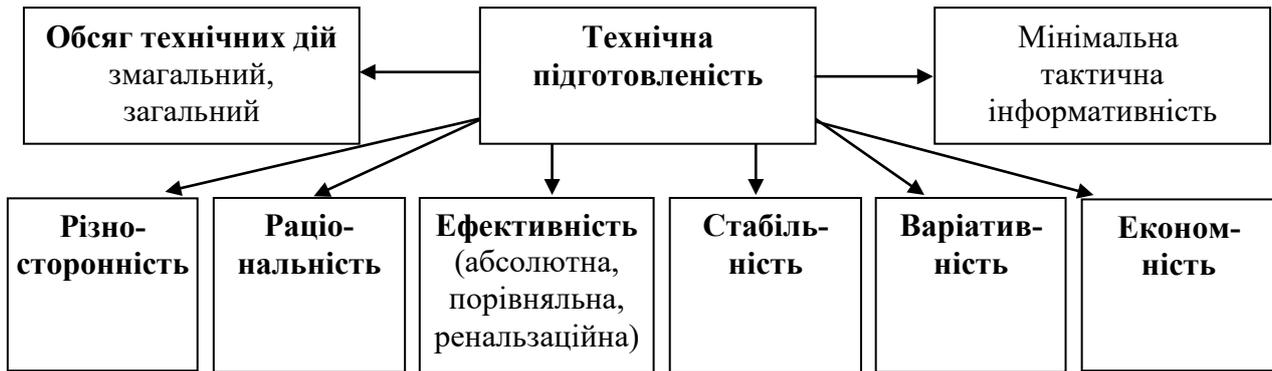 Обсяг технічних дій
змагальний,
загальний
Технічна
підготовленість
Мінімальна
тактична
інформативність
Різно-
сторонність
Раціо-
нальність
Ефективність
(абсолютна,
порівняльна,
ренальзаційна)
Стабіль-
ність
Варіатив-
ність
Економ-
ність